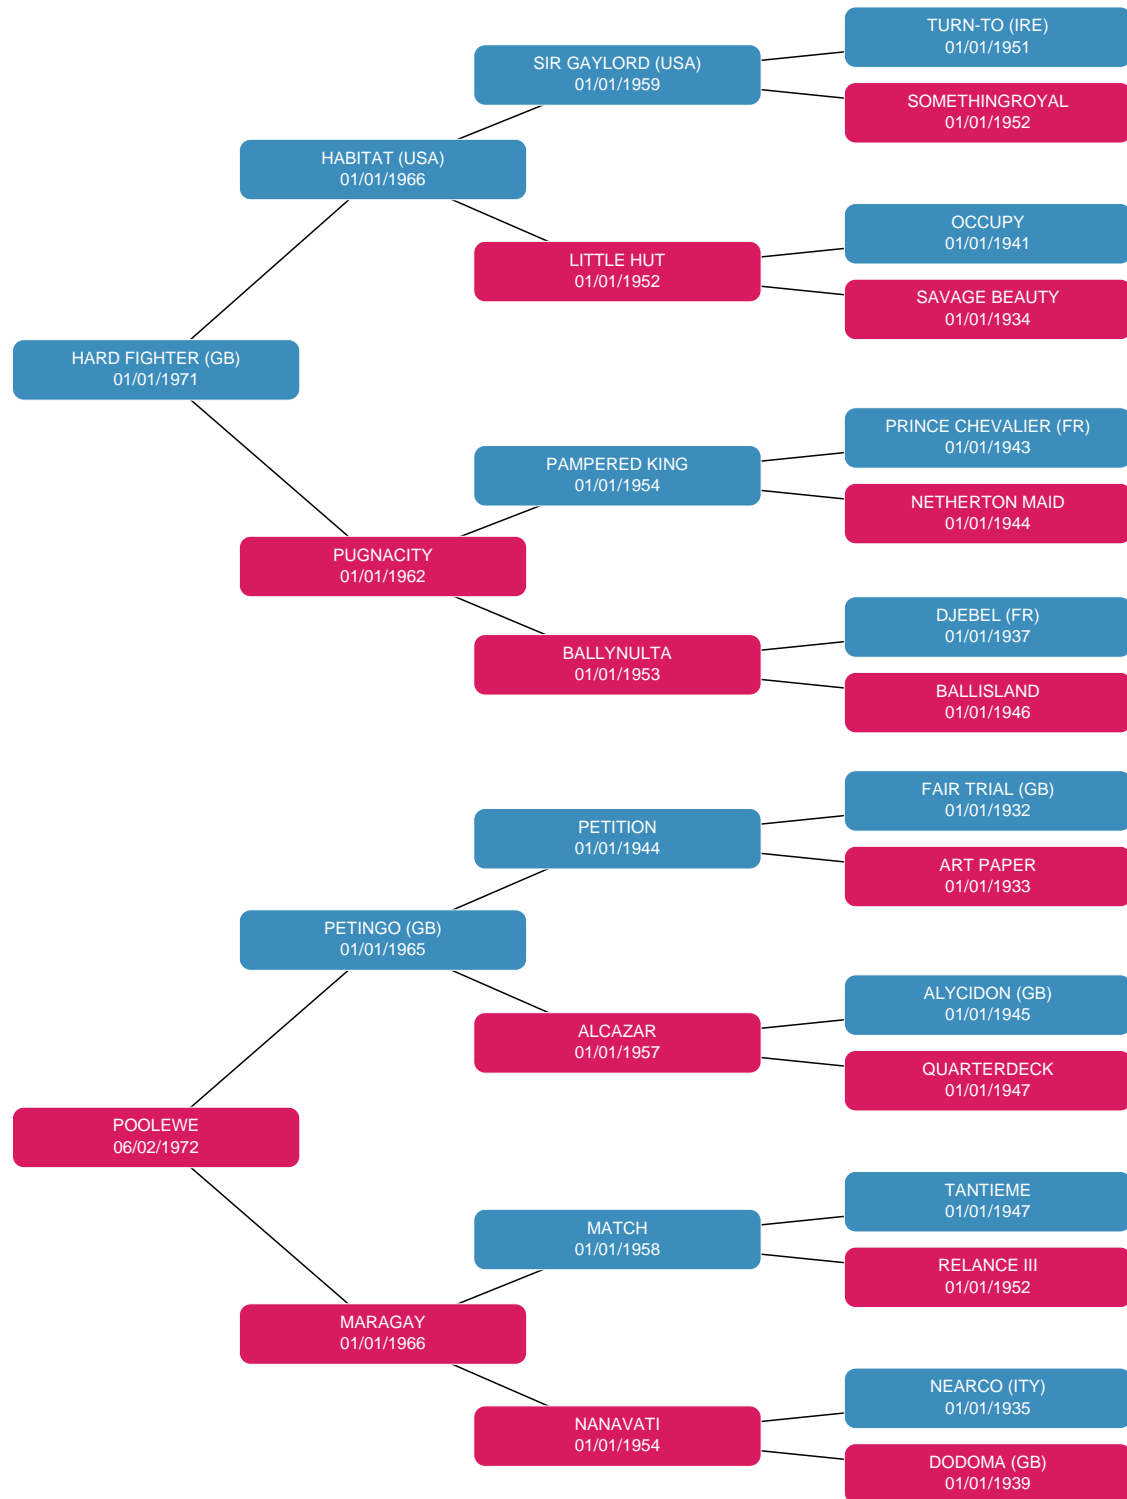 TURN-TO (IRE)
01/01/1951
SIR GAYLORD (USA)
01/01/1959
SOMETHINGROYAL
01/01/1952
HABITAT (USA)
01/01/1966
OCCUPY
01/01/1941
LITTLE HUT
01/01/1952
SAVAGE BEAUTY
01/01/1934
HARD FIGHTER (GB)
01/01/1971
PRINCE CHEVALIER (FR)
01/01/1943
PAMPERED KING
01/01/1954
NETHERTON MAID
01/01/1944
PUGNACITY
01/01/1962
DJEBEL (FR)
01/01/1937
BALLYNULTA
01/01/1953
BALLISLAND
01/01/1946
FAIR TRIAL (GB)
01/01/1932
PETITION
01/01/1944
ART PAPER
01/01/1933
PETINGO (GB)
01/01/1965
ALYCIDON (GB)
01/01/1945
ALCAZAR
01/01/1957
QUARTERDECK
01/01/1947
POOLEWE
06/02/1972
TANTIEME
01/01/1947
MATCH
01/01/1958
RELANCE III
01/01/1952
MARAGAY
01/01/1966
NEARCO (ITY)
01/01/1935
NANAVATI
01/01/1954
DODOMA (GB)
01/01/1939